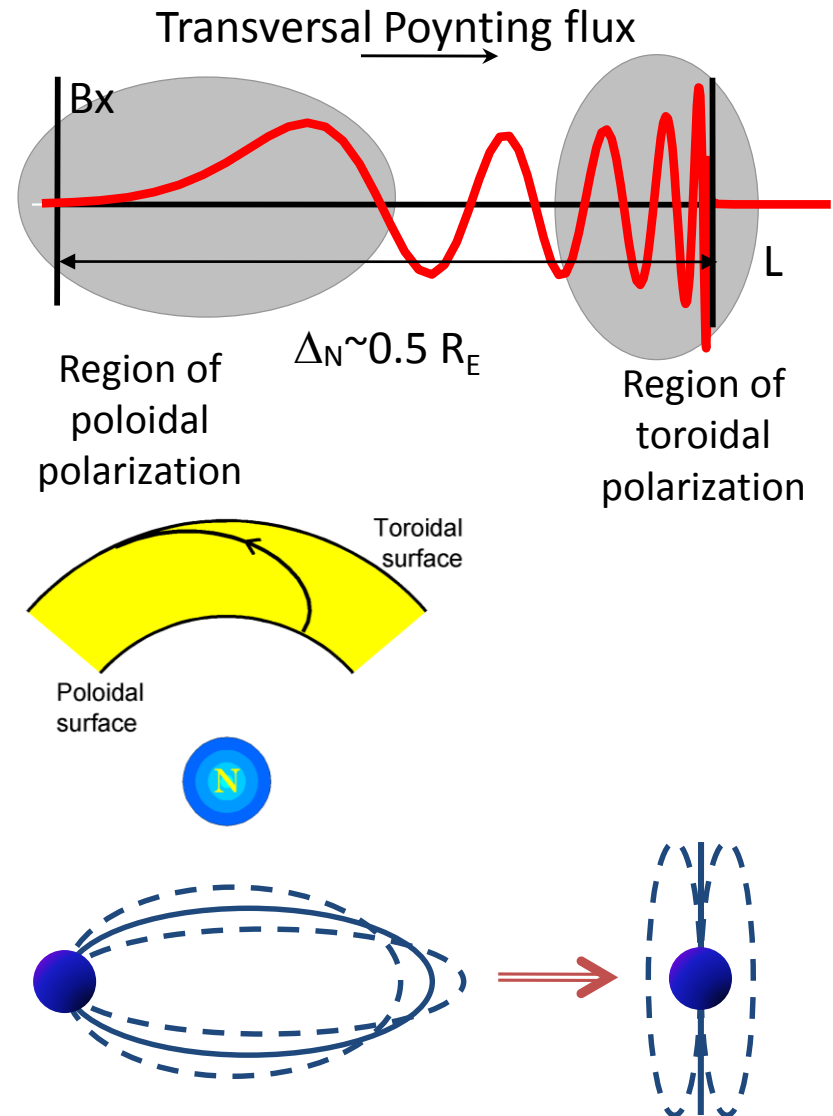 Transversal Poynting flux
Bx
L
ΔN~0.5 RE
Region of
poloidal
polarization
Region of
toroidal
polarization
Toroidal
surface
Poloidal
surface
N